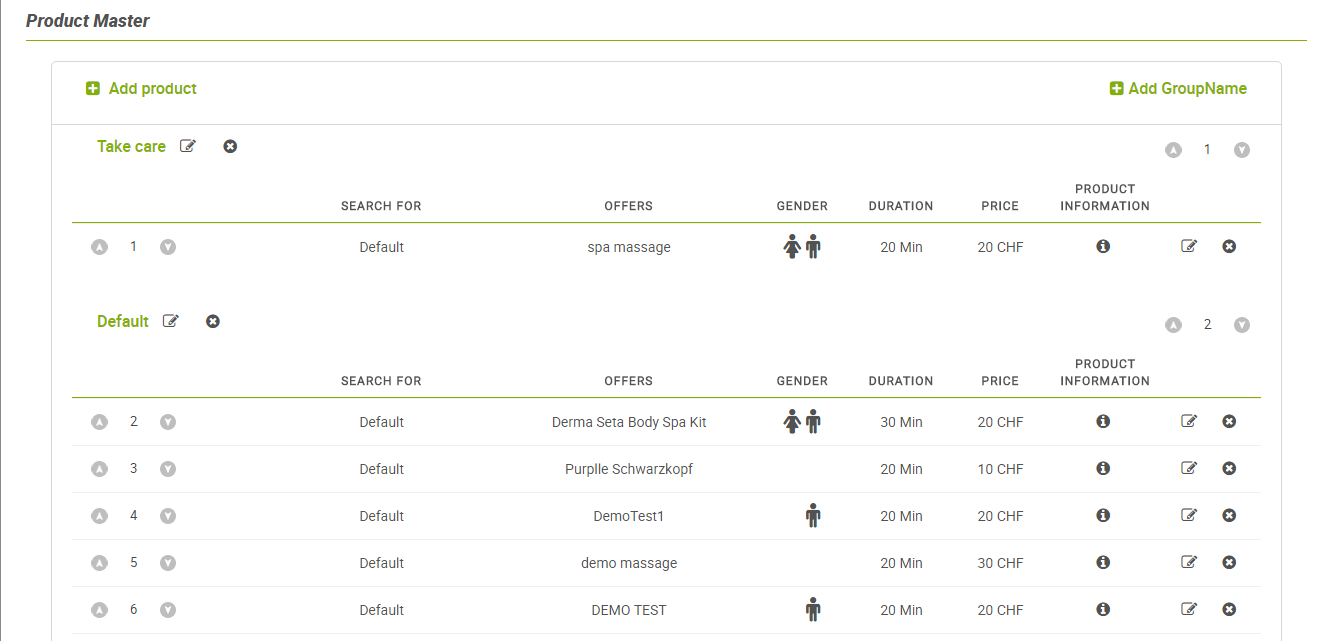 Product Master
Add product Add GroupName
Take care 1
SEARCH FOR OFFERS GENDER DURATION PRICE PRODUCT INFORMATION
1 Default spa massage 20 Min 20 CHF
Default 2
SEARCH FOR OFFERS GENDER DURATION PRICE PRODUCT INFORMATION
2 Default Derma Seta Body Spa Kit 30 Min 20 CHF
3 Default Purplle Schwarzkopf 20 Min 10 CHF
4 Default DemoTest1 20 Min 20 CHF
5 Default demo massage 20 Min 30 CHF
6 Default DEMO TEST 20 Min 20 CHF